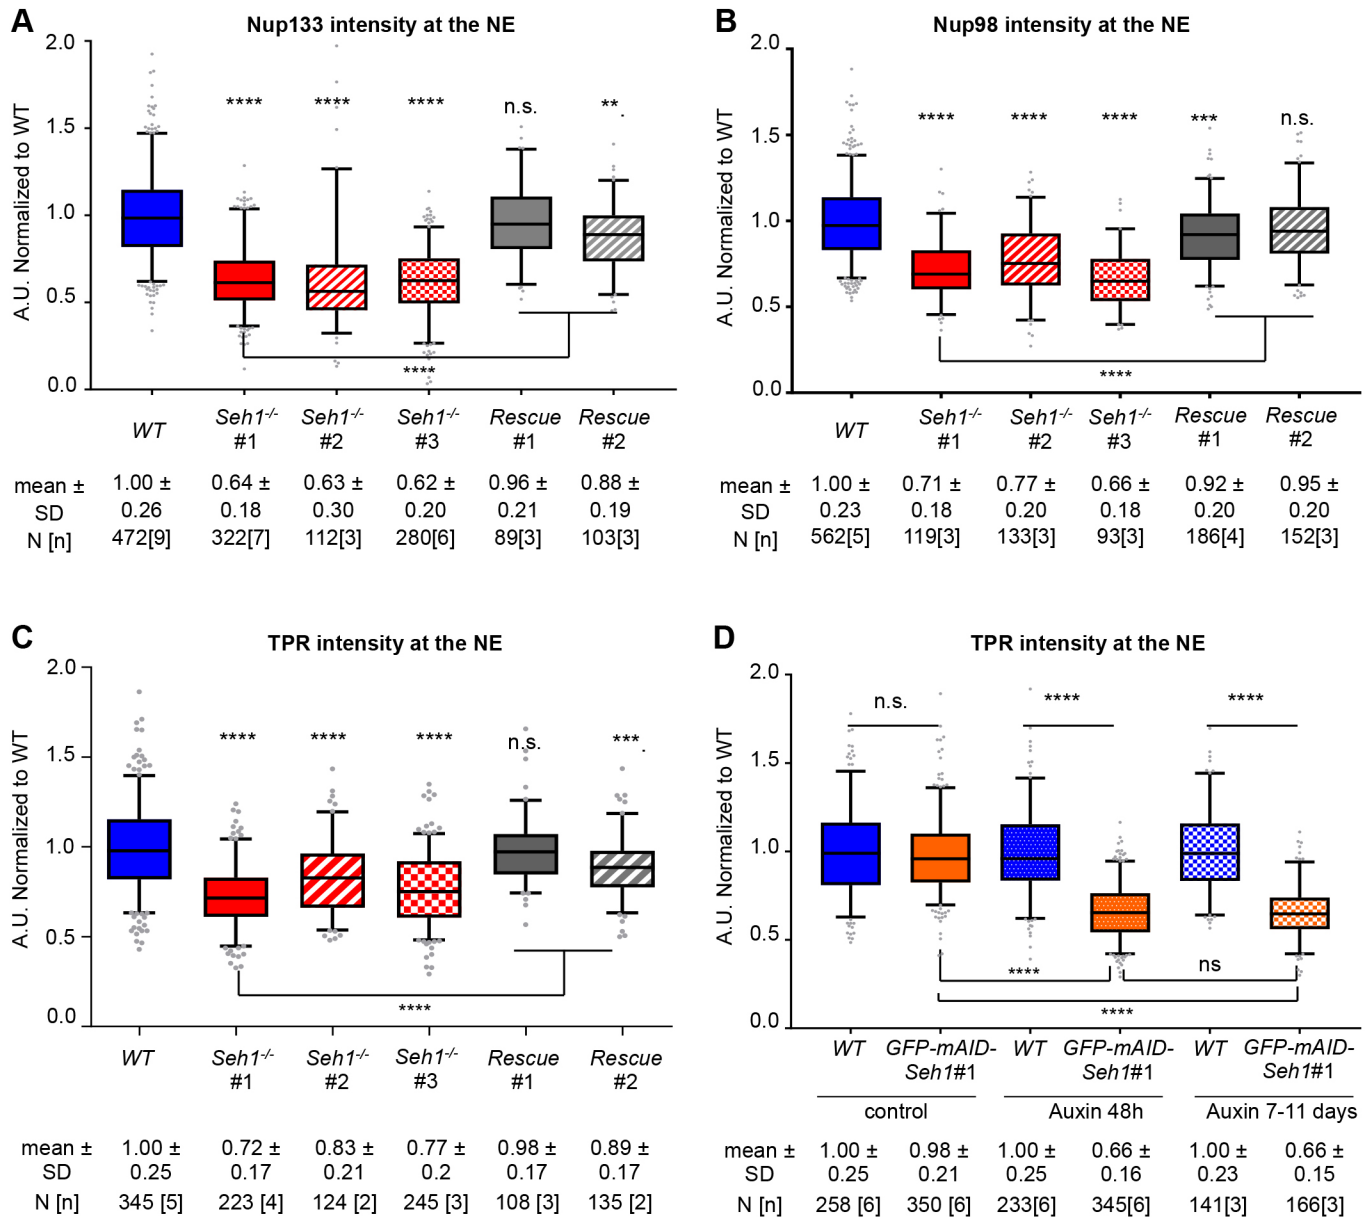 A
Nup133 intensity at the NE
A.U. Normalized to WT
2.0
1.5
1.0
0.5
0.0
**** **** **** n.s. **
****
WT Seh1-/- Seh1-/- Seh1-/- Rescue Rescue
#1 #2 #3 #1 #2
mean ± 1.00 ± 0.64 ± 0.63 ± 0.62 ± 0.96 ± 0.88 ±
SD 0.26 0.18 0.30 0.20 0.21 0.19
N [n] 472[9] 322[7] 112[3] 280[6] 89[3] 103[3]
B
Nup98 intensity at the NE
A.U. Normalized to WT
2.0
1.5
1.0
0.5
0.0
**** **** **** *** n.s.
****
WT Seh1-/- Seh1-/- Seh1-/- Rescue Rescue
#1 #2 #3 #1 #2
mean ± 1.00 ± 0.71 ± 0.77 ± 0.66 ± 0.92 ± 0.95 ±
SD 0.23 0.18 0.20 0.18 0.20 0.20
N [n] 562[5] 119[3] 133[3] 93[3] 186[4] 152[3]
C
TPR intensity at the NE
A.U. Normalized to WT
2.0
1.5
1.0
0.5
0.0
**** **** **** n.s. ***
****
WT Seh1-/- Seh1-/- Seh1-/- Rescue Rescue
#1 #2 #3 #1 #2
mean ± 1.00 ± 0.72 ± 0.83 ± 0.77 ± 0.98 ± 0.89 ±
SD 0.25 0.17 0.21 0.2 0.17 0.17
N [n] 345 [5] 223 [4] 124 [2] 245 [3] 108 [3] 135 [2]
D
TPR intensity at the NE
A.U. Normalized to WT
2.0
1.5
1.0
0.5
0.0
n.s. **** ****
**** ns
****
WT GFP-mAID- WT GFP-mAID- WT GFP-mAID-
Seh1#1 Seh1#1 Seh1#1
control Auxin 48h Auxin 7-11 days
mean ± 1.00 ± 0.98 ± 1.00 ± 0.66 ± 1.00 ± 0.66 ±
SD 0.25 0.21 0.25 0.16 0.23 0.15
N [n] 258 [6] 350 [6] 233[6] 345[6] 141[3] 166[3]